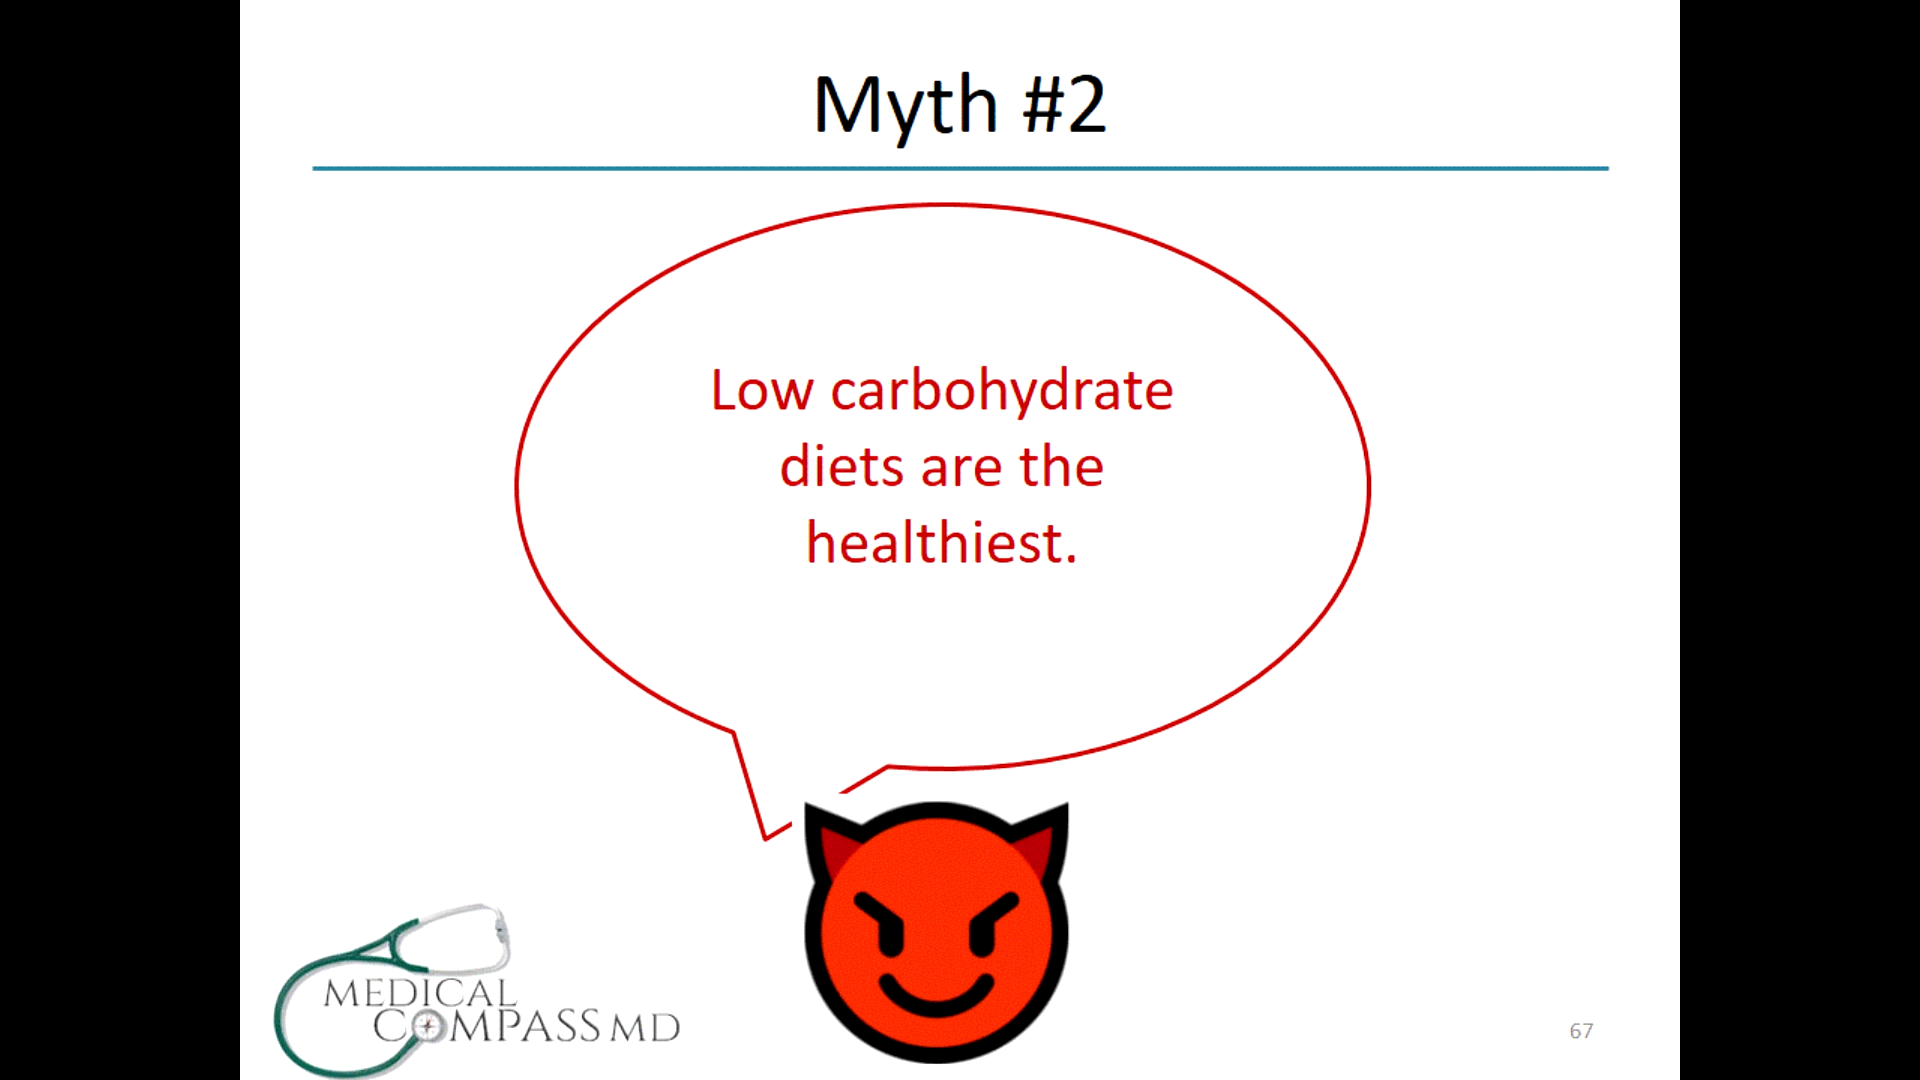 Myth #2
Low carbohydrate
diets are the
healthiest.
MEDICAL
COMPASS MD
67